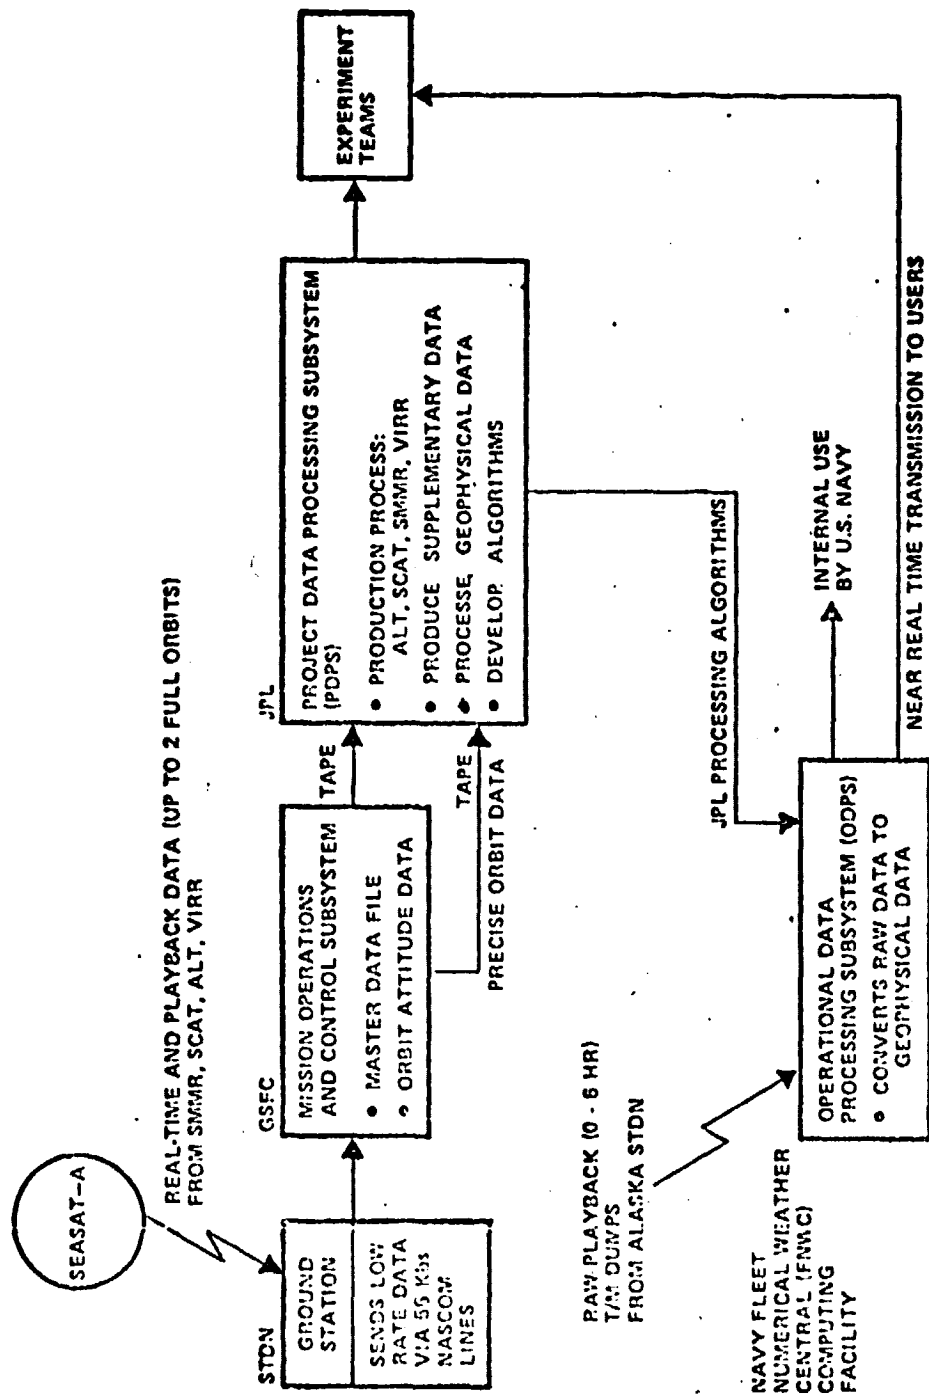 SEASAT-A
REAL-TIME AND PLAYBACK DATA (UP TO 2 FULL ORBITS)
FROM SMMR, SCAT, ALT, VIRR
STDN
GROUND
STATION
SENDS LOW
RATE DATA
VIA 56 Kbs
NASCOM
LINES
GSFC
MISSION OPERATIONS
AND CONTROL SUBSYSTEM
● MASTER DATA FILE
● ORBIT ATTITUDE DATA
TAPE
TAPE
PRECISE ORBIT DATA
JPL
PROJECT DATA PROCESSING SUBSYSTEM
(PDPS)
● PRODUCTION PROCESS:
ALT, SCAT, SMMR, VIRR
● PRODUCE SUPPLEMENTARY DATA
● PROCESSE GEOPHYSICAL DATA
● DEVELOP ALGORITHMS
EXPERIMENT
TEAMS
RAW PLAYBACK (0 - 6 HR)
T/M DUMPS
FROM ALASKA STDN
JPL PROCESSING ALGORITHMS
NAVY FLEET
NUMERICAL WEATHER
CENTRAL (FNWC)
COMPUTING
FACILITY
OPERATIONAL DATA
PROCESSING SUBSYSTEM (ODPS)
● CONVERTS RAW DATA TO
GEOPHYSICAL DATA
INTERNAL USE
BY U.S. NAVY
NEAR REAL TIME TRANSMISSION TO USERS